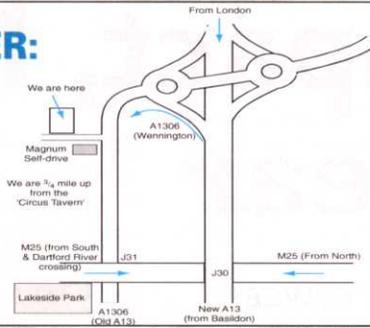 ER:
From London
We are here
A1306
(Wennington)
Magnum
Self-drive
We are 3/4 mile up
from the
'Circus Tavern'
M25 (from South
& Dartford River
crossing)
J31
M25 (From North)
J30
Lakeside Park
A1306
(Old A13)
New A13
(from Basildon)